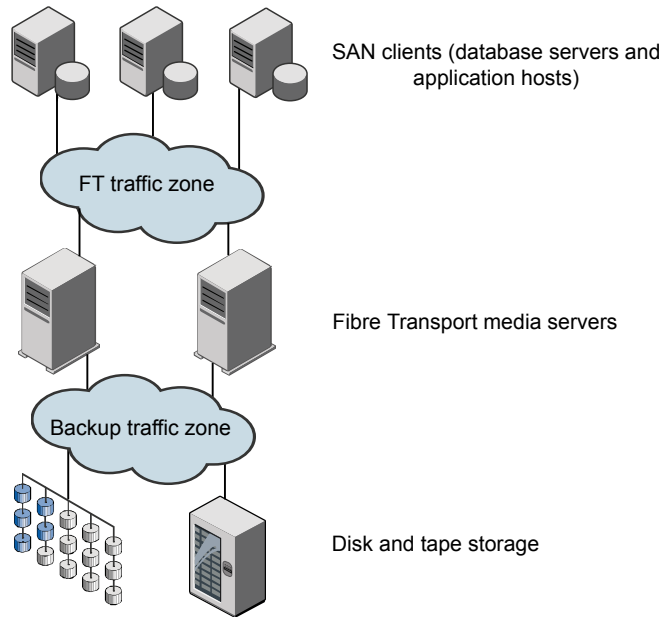 SAN clients (database servers and
application hosts)
FT traffic zone
Fibre Transport media servers
Backup traffic zone
Disk and tape storage